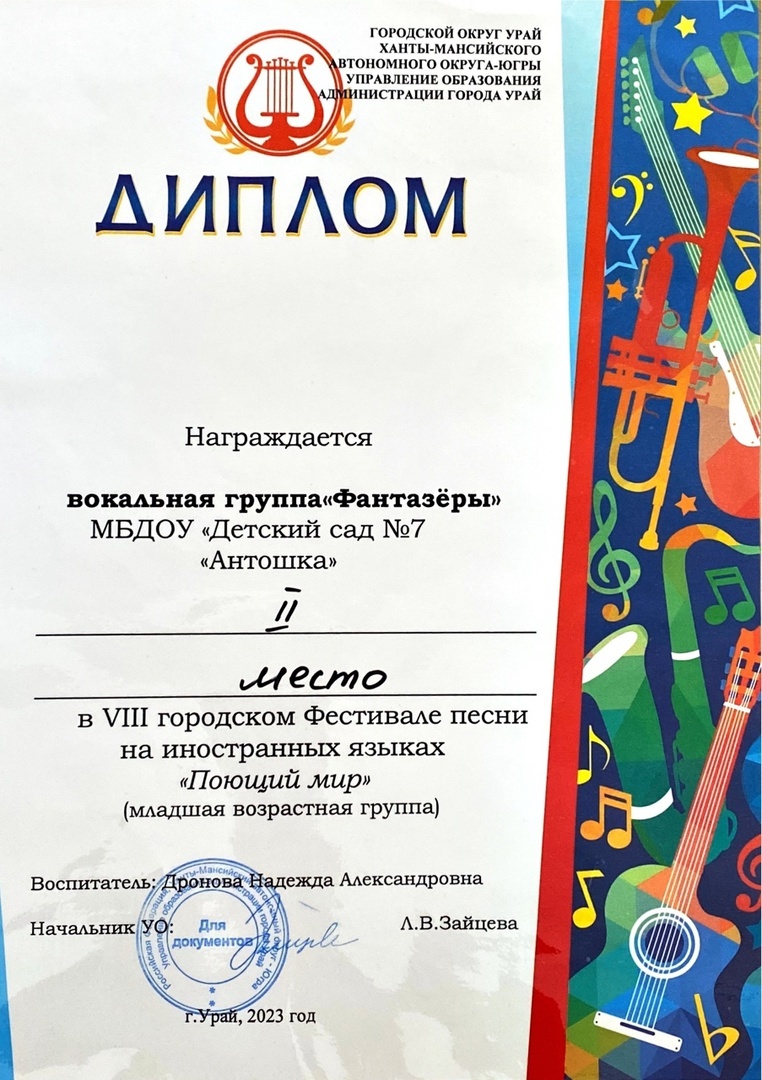 ГОРОДСКОЙ ОКРУГ УРАЙ
ХАНТЫ-МАНСИЙСКОГО
АВТОНОМНОГО ОКРУГА-ЮГРЫ
УПРАВЛЕНИЕ ОБРАЗОВАНИЯ
АДМИНИСТРАЦИИ ГОРОДА УРАЙ
ДИПЛОМ
Награждается
вокальная группа«Фантазёры»
МБДОУ «Детский сад №7
«Антошка»
II
место
в VIII городском Фестивале песни
на иностранных языках
«Поющий мир»
(младшая возрастная группа)
Воспитатель: Дронова Надежда Александровна
Начальник УО: Л.В.Зайцева
Для
документов
г.Урай, 2023 год